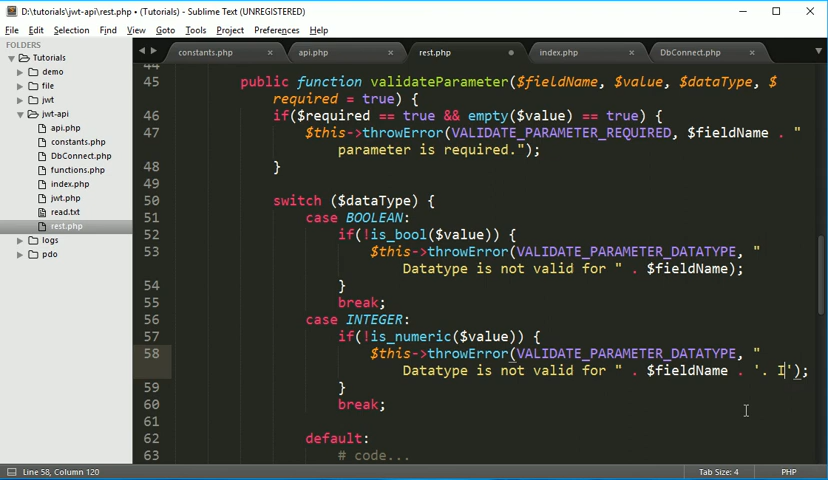 D:\tutorials\jwt-api\rest.php • (Tutorials) - Sublime Text (UNREGISTERED)
File Edit Selection Find View Goto Tools Project Preferences Help
FOLDERS
Tutorials
demo
file
jwt
jwt-api
api.php
constants.php
DbConnect.php
functions.php
index.php
jwt.php
read.txt
rest.php
logs
pdo
constants.php × api.php × rest.php • index.php × DbConnect.php ×
44
45 public function validateParameter($fieldName, $value, $dataType, $
required = true) {
46 if($required == true && empty($value) == true) {
47 $this->throwError(VALIDATE_PARAMETER_REQUIRED, $fieldName . "
parameter is required.");
48 }
49
50 switch ($dataType) {
51 case BOOLEAN:
52 if(!is_bool($value)) {
53 $this->throwError(VALIDATE_PARAMETER_DATATYPE, "
Datatype is not valid for " . $fieldName);
54 }
55 break;
56 case INTEGER:
57 if(!is_numeric($value)) {
58 $this->throwError(VALIDATE_PARAMETER_DATATYPE, "
Datatype is not valid for " . $fieldName . '. I');
59 }
60 break;
61
62 default:
63 # code...
Line 58, Column 120 Tab Size: 4 PHP